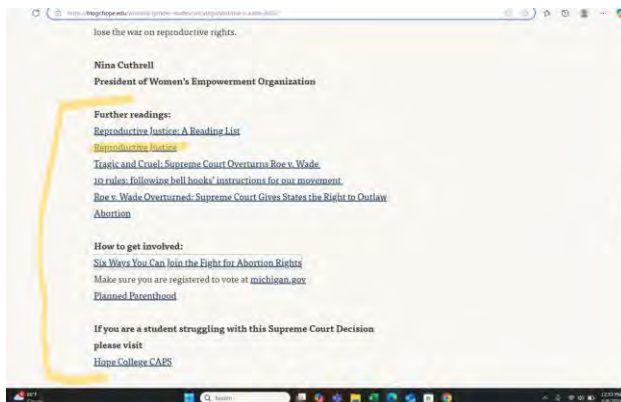 blogs.hope.edu
lose the war on reproductive rights.
Nina Cuthrell
President of Women's Empowerment Organization
Further readings:
Reproductive Justice: A Reading List
Reproductive Justice
Tragic and Cruel: Supreme Court Overturns Roe v. Wade
10 rules: following bell hooks' instructions for our movement
Roe v. Wade Overturned: Supreme Court Gives States the Right to Outlaw
Abortion
How to get involved:
Six Ways You Can Join the Fight for Abortion Rights
Make sure you are registered to vote at michigan.gov
Planned Parenthood
If you are a student struggling with this Supreme Court Decision
please visit
Hope College CAPS
Search